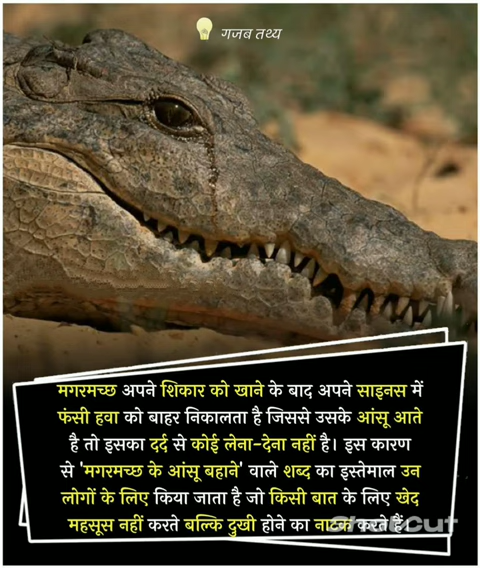 गजब तथ्य
मगरमच्छ अपने शिकार को खाने के बाद अपने साइनस में
फंसी हवा को बाहर निकालता है जिससे उसके आंसू आते
है तो इसका दर्द से कोई लेना-देना नहीं है। इस कारण
से 'मगरमच्छ के आंसू बहाने' वाले शब्द का इस्तेमाल उन
लोगों के लिए किया जाता है जो किसी बात के लिए खेद
महसूस नहीं करते बल्कि दुखी होने का नाटक करते हैं।
ShotCut